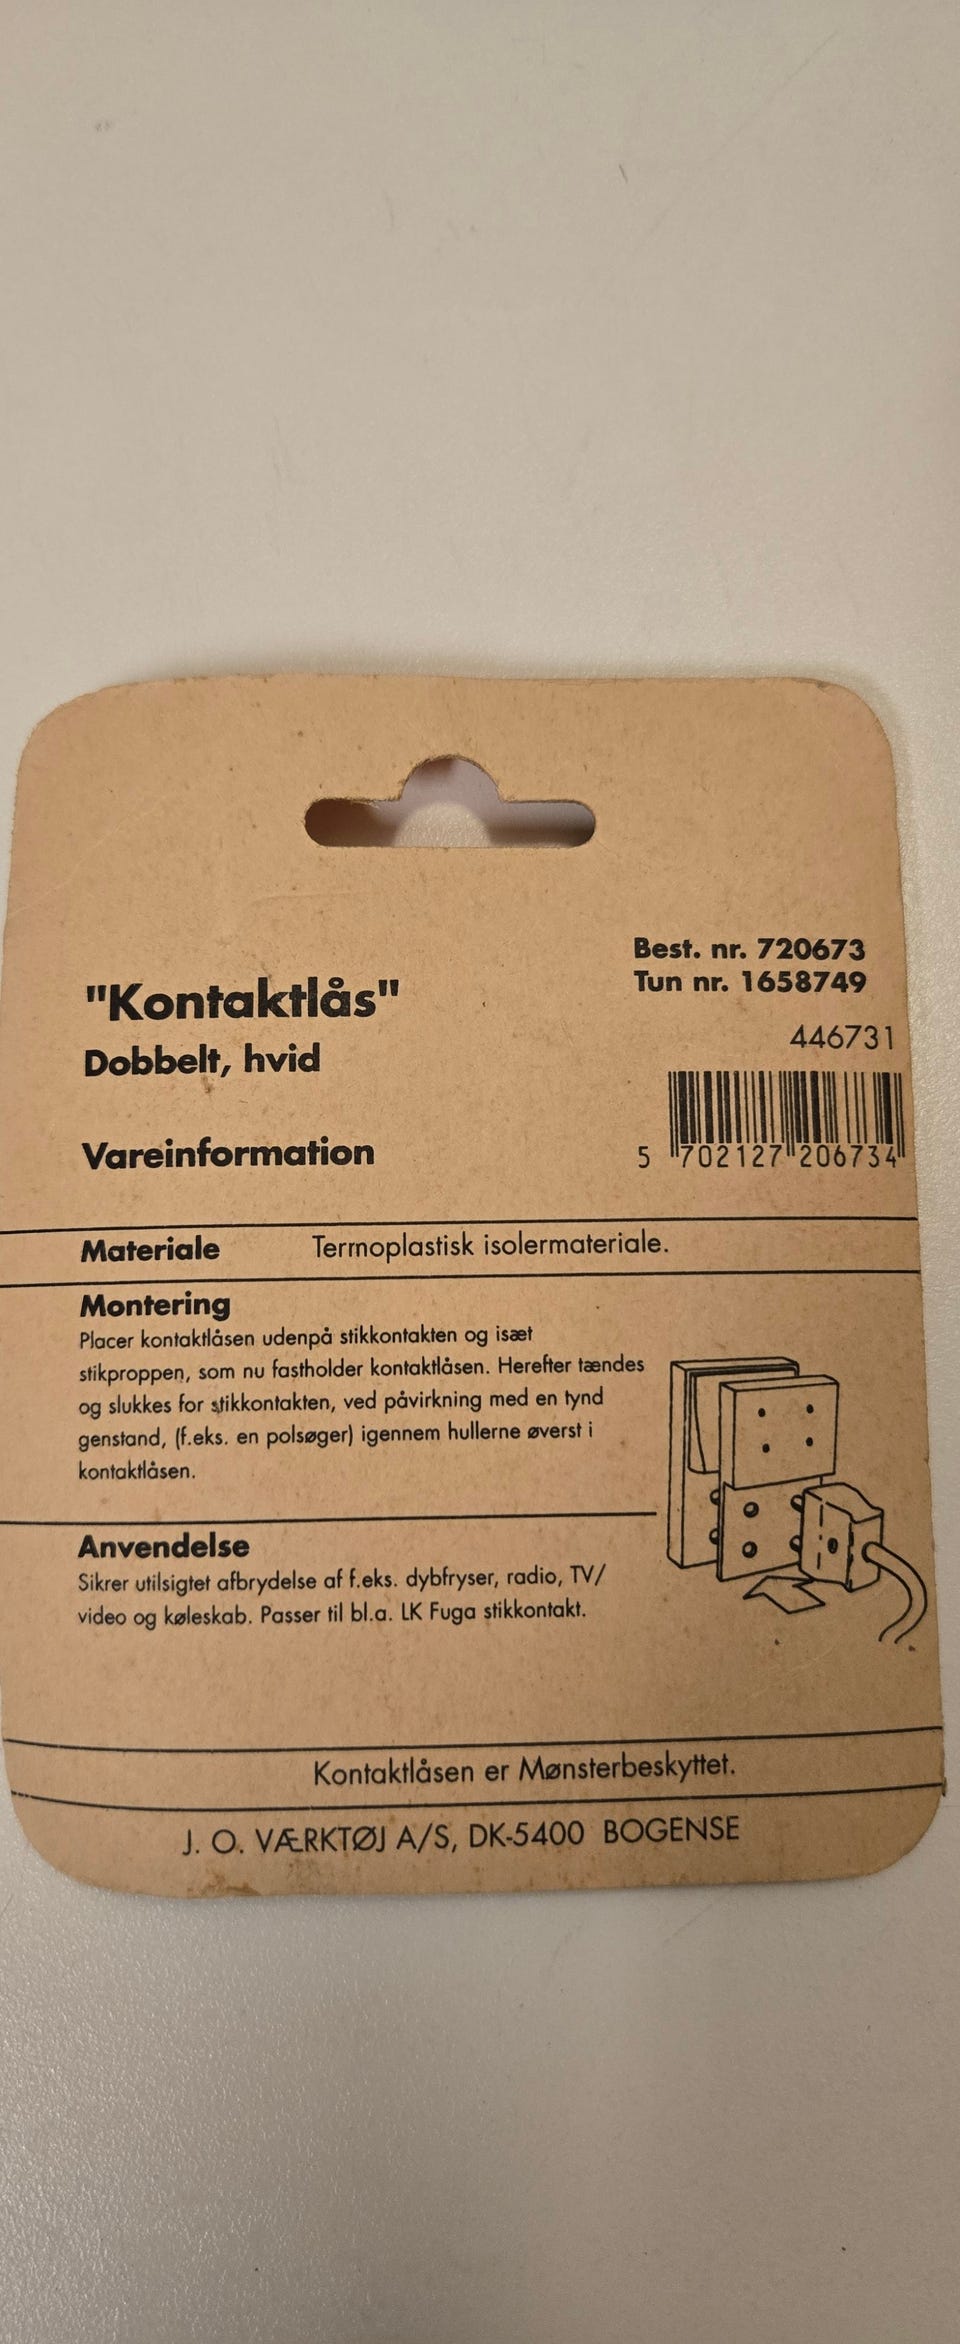 Best. nr. 720673
Tun nr. 1658749
"Kontaktlås"
446731
Dobbelt, hvid
5 702127 206734
Vareinformation
Materiale Termoplastisk isolermateriale.
Montering
Placer kontaktlåsen udenpå stikkontakten og isæt
stikproppen, som nu fastholder kontaktlåsen. Herefter tændes
og slukkes for stikkontakten, ved påvirkning med en tynd
genstand, (f.eks. en polsøger) igennem hullerne øverst i
kontaktlåsen.
Anvendelse
Sikrer utilsigtet afbrydelse af f.eks. dybfryser, radio, TV/
video og køleskab. Passer til bl.a. LK Fuga stikkontakt.
Kontaktlåsen er Mønsterbeskyttet.
J. O. VÆRKTØJ A/S, DK-5400 BOGENSE